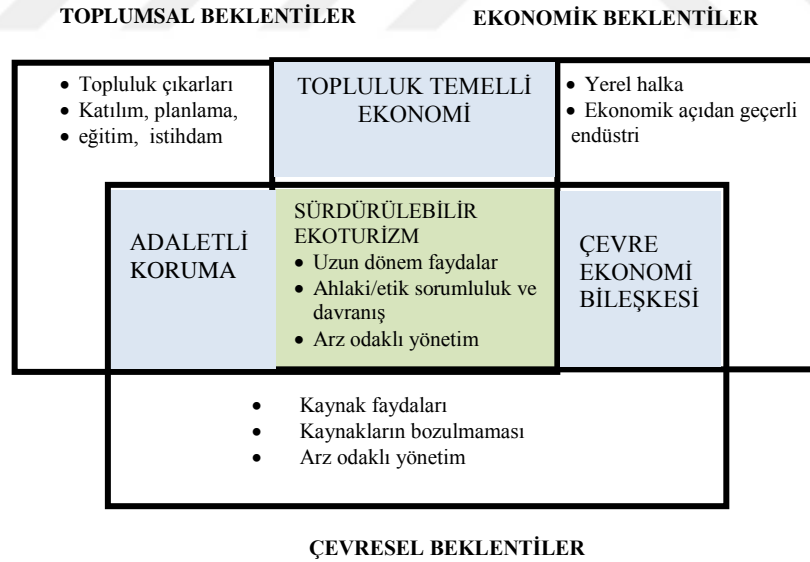 TOPLUMSAL BEKLENTİLER
EKONOMİK BEKLENTİLER
• Topluluk çıkarları
• Katılım, planlama,
• eğitim, istihdam
TOPLULUK TEMELLİ
EKONOMİ
• Yerel halka
• Ekonomik açıdan geçerli
endüstri
ADALETLİ
KORUMA
SÜRDÜRÜLEBİLİR
EKOTURİZM
• Uzun dönem faydalar
• Ahlaki/etik sorumluluk ve
davranış
• Arz odaklı yönetim
ÇEVRE
EKONOMİ
BİLEŞKESİ
• Kaynak faydaları
• Kaynakların bozulmaması
• Arz odaklı yönetim
ÇEVRESEL BEKLENTİLER